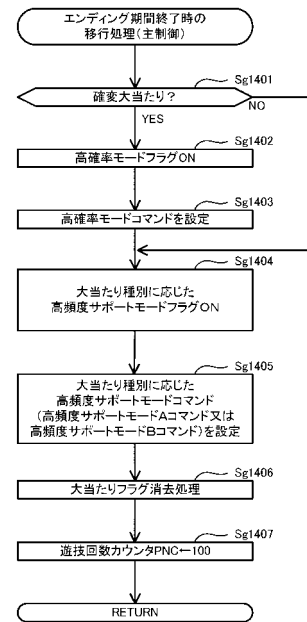 エンディング期間終了時の
移行処理(主制御)
Sg1401
確変大当たり?
NO
YES
Sg1402
高確率モードフラグON
Sg1403
高確率モードコマンドを設定
Sg1404
大当たり種別に応じた
高頻度サポートモードフラグON
Sg1405
大当たり種別に応じた
高頻度サポートモードコマンド
(高頻度サポートモードAコマンド又は
高頻度サポートモードBコマンド)を設定
Sg1406
大当たりフラグ消去処理
Sg1407
遊技回数カウンタPNC←100
RETURN